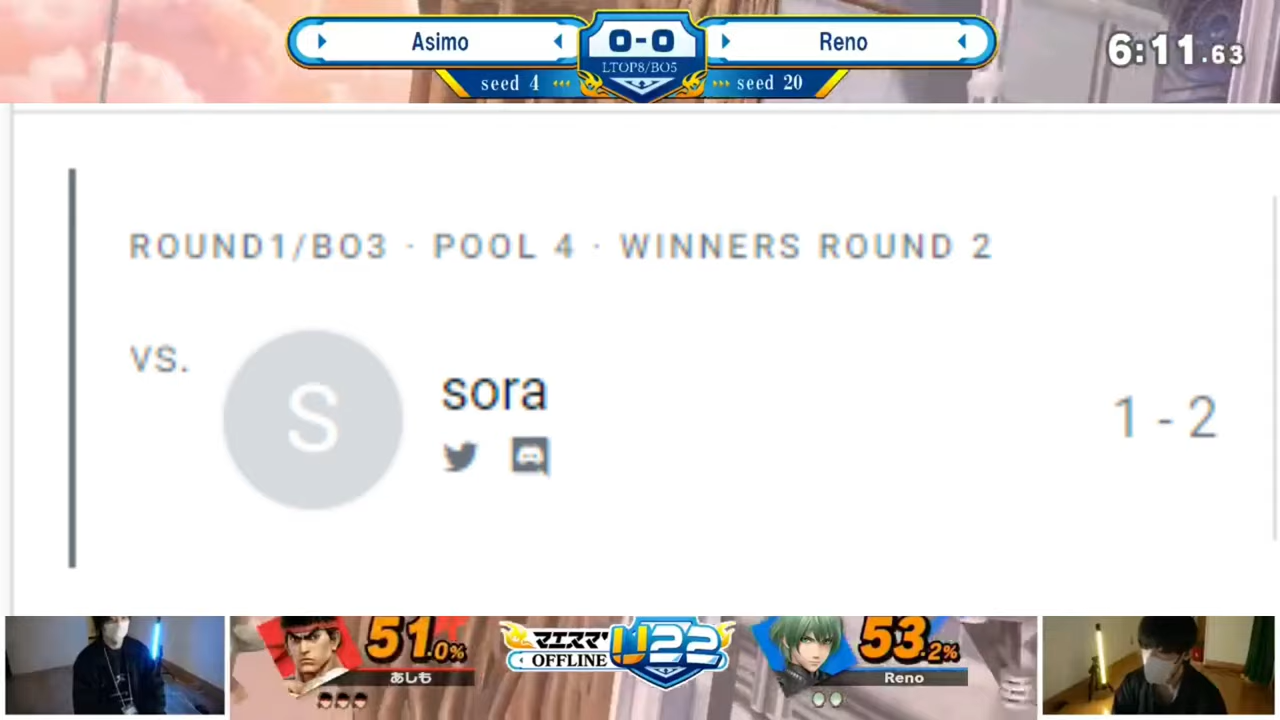 Asimo
0-0
Reno
LTOP8/BO5
seed 4
seed 20
6:11.63
ROUND1/BO3 · POOL 4 · WINNERS ROUND 2
VS.
S
sora
1 - 2
51.0%
あしも
マエスマ'
OFFLINE
U22
53.2%
Reno